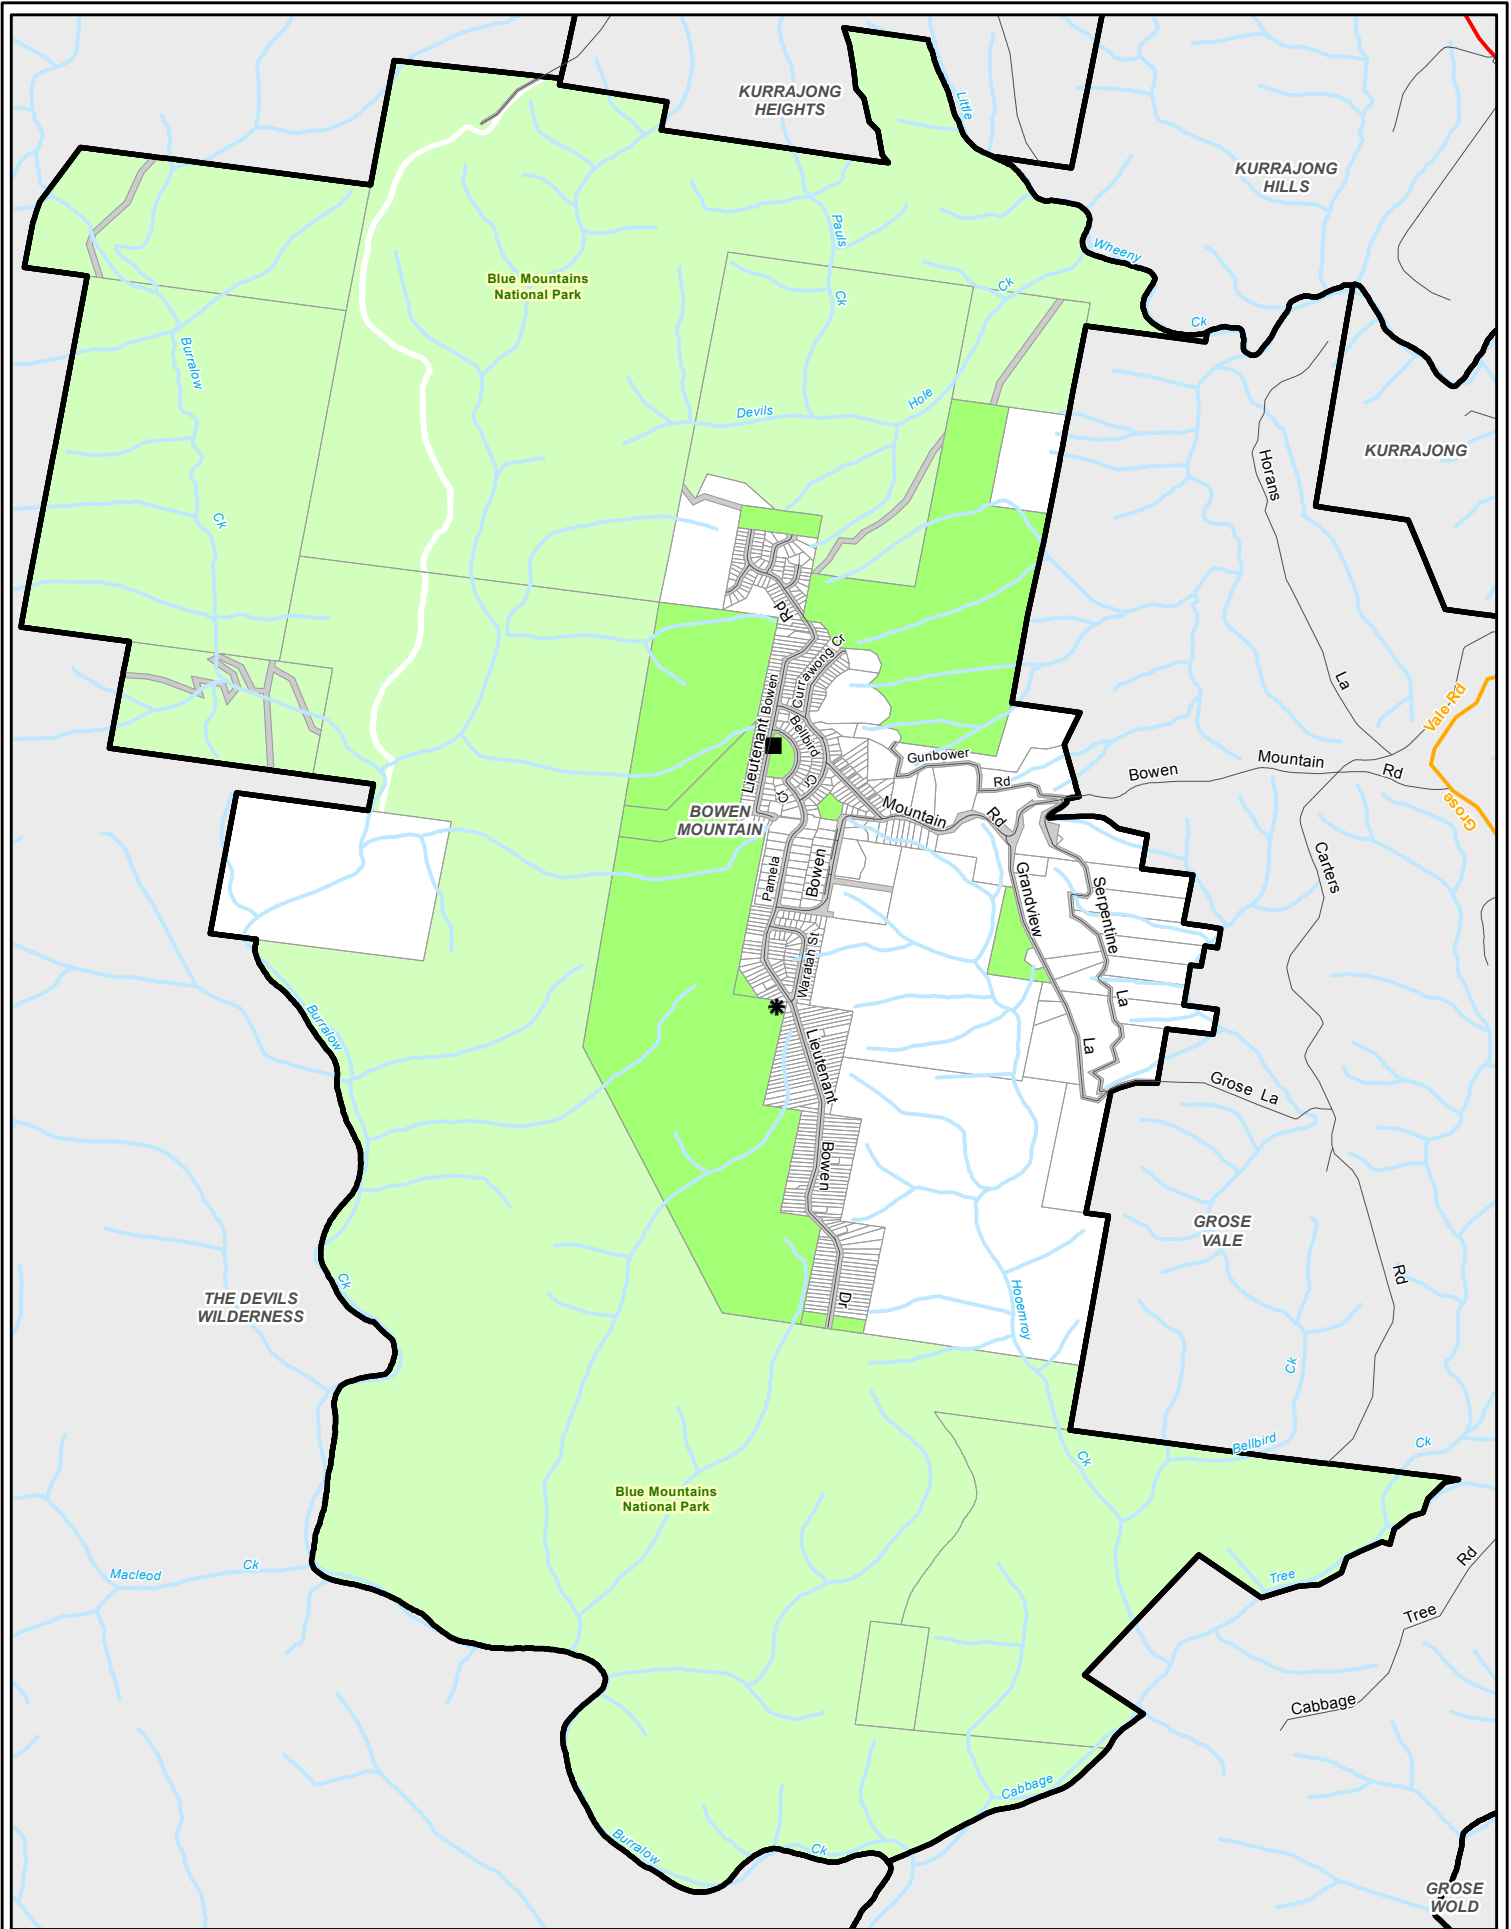 KURRAJONG
HEIGHTS
Little
KURRAJONG
HILLS
Pauls
Ck
Wheeny
Ck
Ck
Blue Mountains
National Park
Burralow
Ck
Devils
Hole
Horans
La
KURRAJONG
Rd
Currawong Cr
Bowen
Lieutenant
Bellbird
Cr
Cr
Gunbower
Rd
Vale Rd
Grose
Bowen
Mountain
Rd
BOWEN
MOUNTAIN
Mountain
Rd
Pamela
Bowen
Grandview
La
Serpentine
La
Carters
Rd
Waratah St
Lieutenant
Bowen
Dr
Burralow
Ck
Grose La
GROSE
VALE
THE DEVILS
WILDERNESS
Hooemroy
Ck
Ck
Bellbird
Ck
Blue Mountains
National Park
Macleod
Ck
Tree
Rd
Tree
Cabbage
Cabbage
Burralow
Ck
GROSE
WOLD